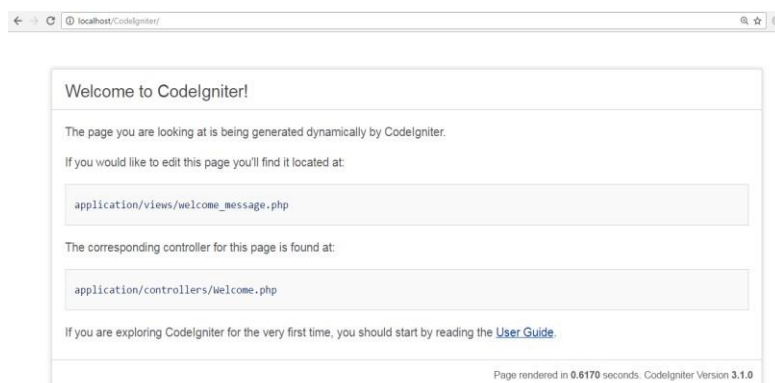 localhost/CodeIgniter/
Welcome to CodeIgniter!
The page you are looking at is being generated dynamically by CodeIgniter.
If you would like to edit this page you'll find it located at:
application/views/welcome_message.php
The corresponding controller for this page is found at:
application/controllers/Welcome.php
If you are exploring CodeIgniter for the very first time, you should start by reading the User Guide.
Page rendered in 0.6170 seconds. CodeIgniter Version 3.1.0